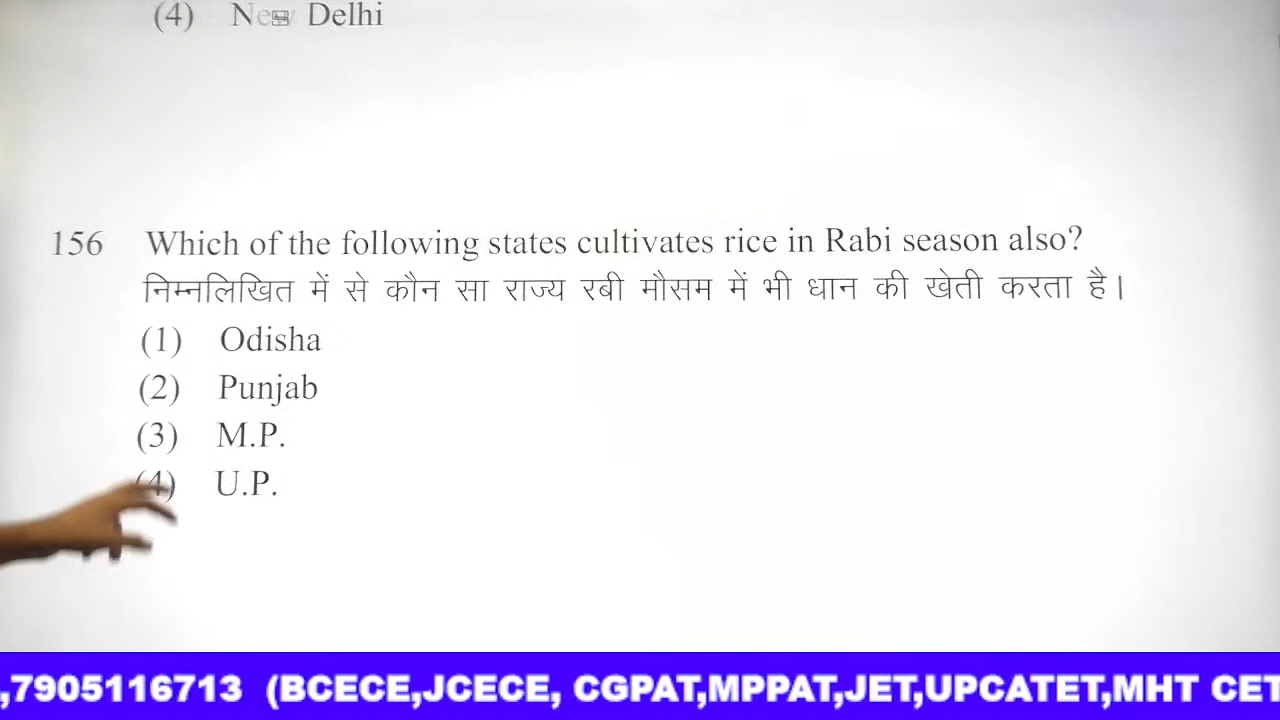 (4) New Delhi
156 Which of the following states cultivates rice in Rabi season also?
निम्नलिखित में से कौन सा राज्य रबी मौसम में भी धान की खेती करता है।
(1) Odisha
(2) Punjab
(3) M.P.
(4) U.P.
,7905116713 (BCECE,JCECE, CGPAT,MPPAT,JET,UPCATET,MHT CET